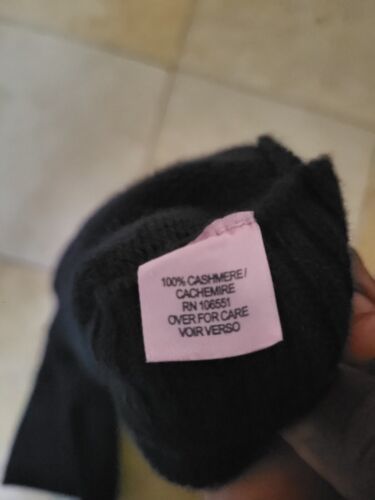 100% CASHMERE/
CACHEMIRE
RN 106551
OVER FOR CARE
VOIR VERSO